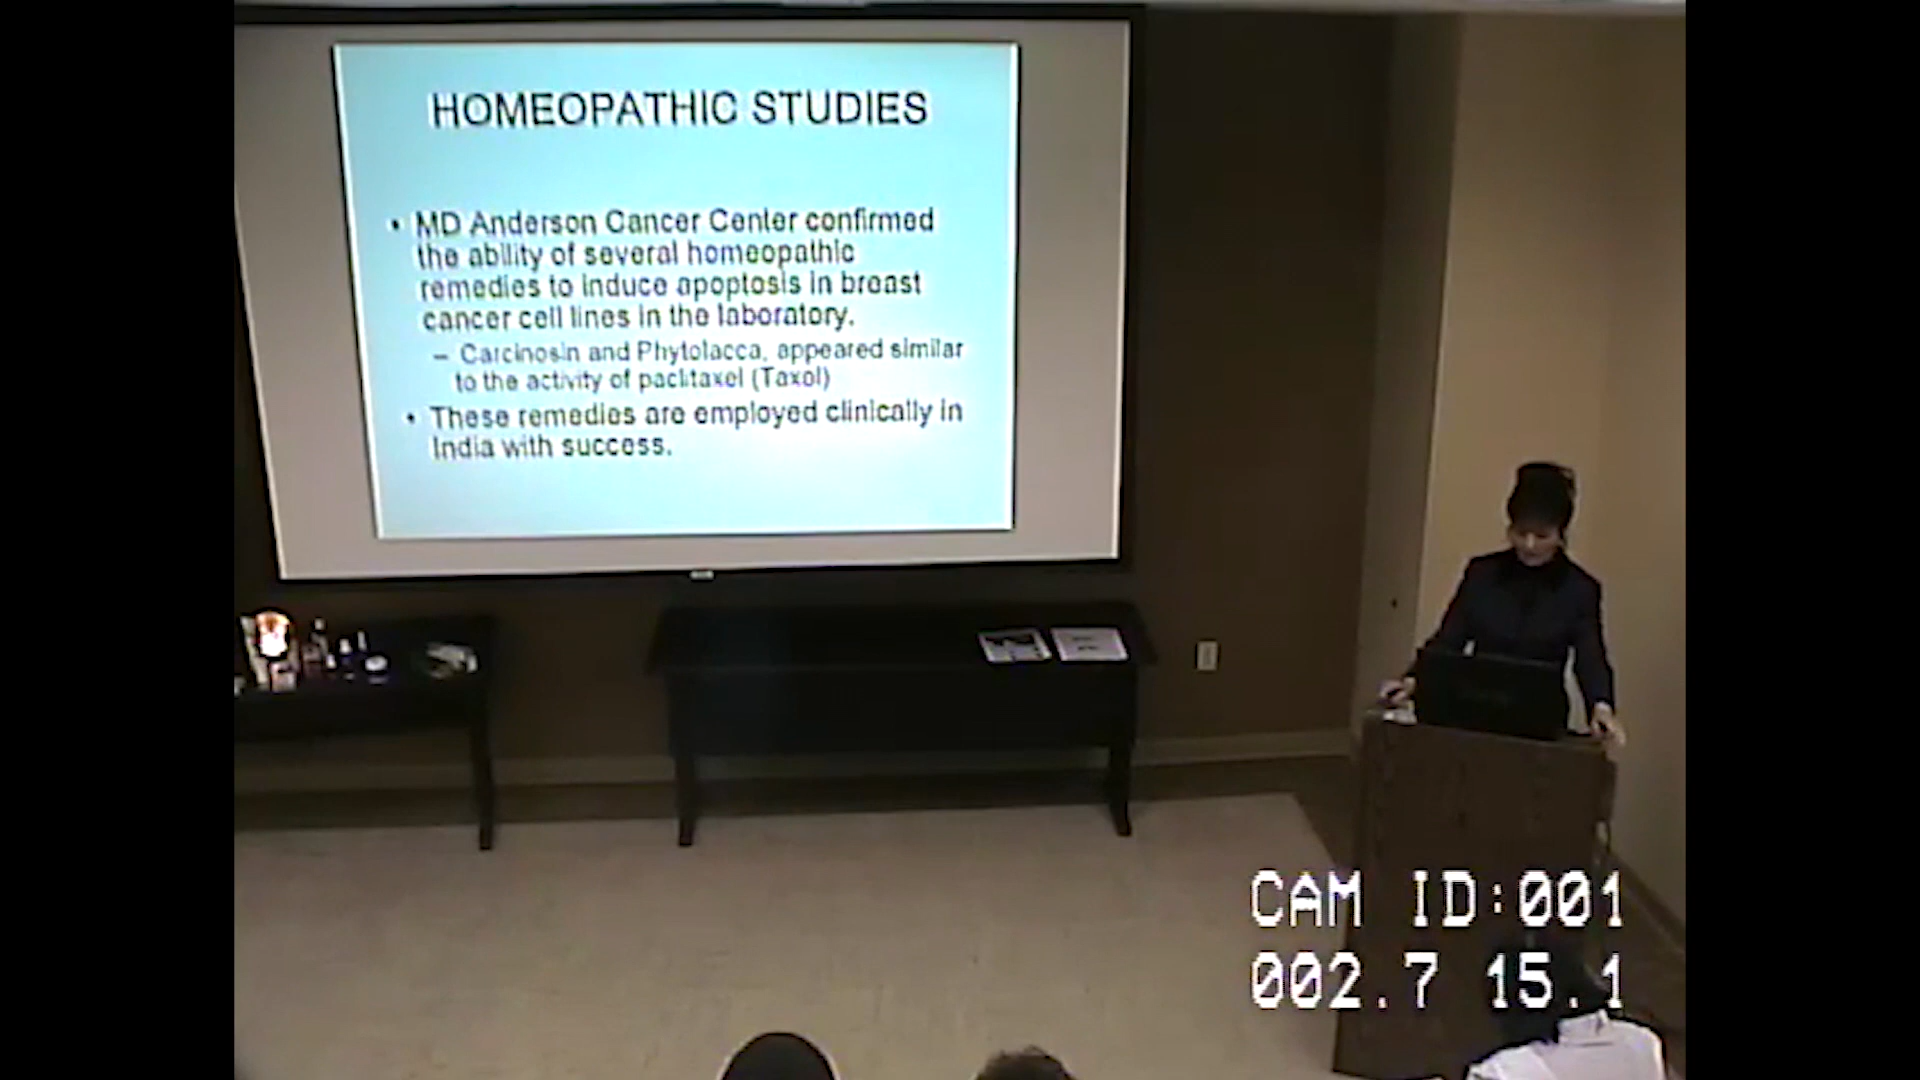 HOMEOPATHIC STUDIES
• MD Anderson Cancer Center confirmed
the ability of several homeopathic
remedies to induce apoptosis in breast
cancer cell lines in the laboratory.
– Carcinosin and Phytolacca, appeared similar
to the activity of paclitaxel (Taxol)
• These remedies are employed clinically in
India with success.
CAM ID:001
002.7 15.1